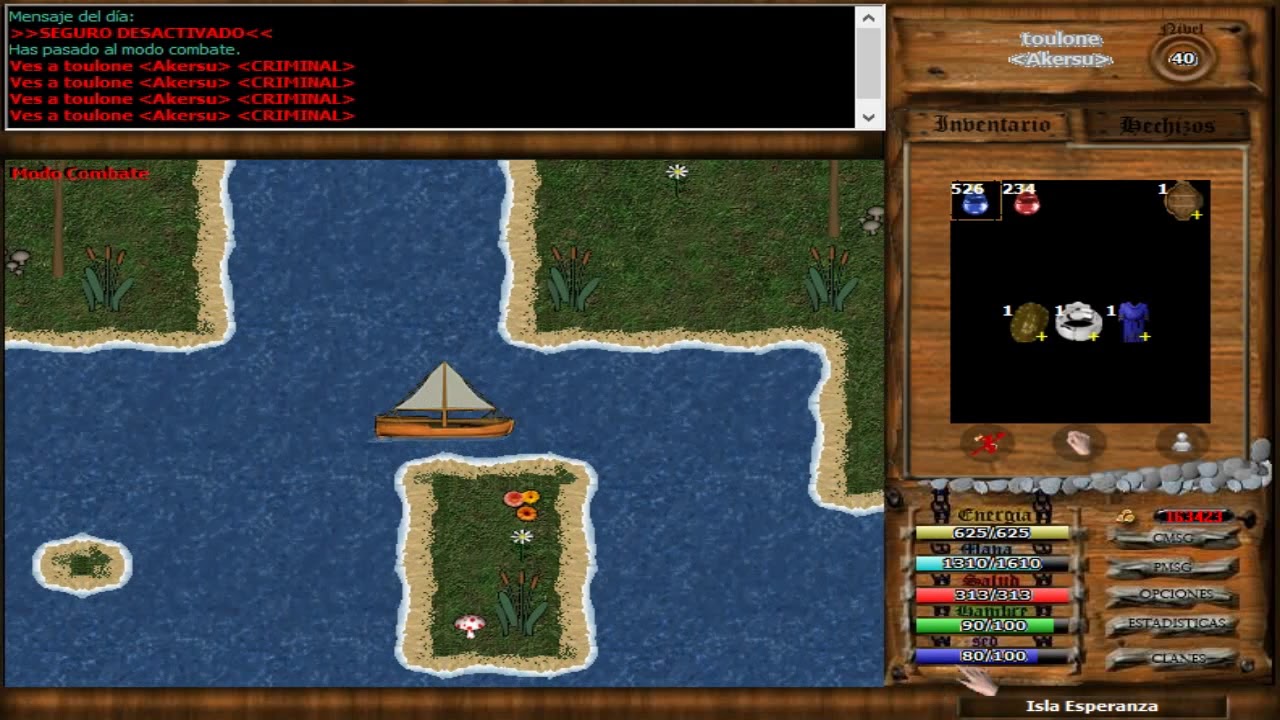 Mensaje del día:
>>SEGURO DESACTIVADO<<
Has pasado al modo combate.
Ves a toulone <Akersu> <CRIMINAL>
Ves a toulone <Akersu> <CRIMINAL>
Ves a toulone <Akersu> <CRIMINAL>
Ves a toulone <Akersu> <CRIMINAL>
Modo Combate
toulone
<Akersu>
Nivel
40
Inventario
Hechizos
526
234
1
1
1
1
Energia
625/625
Mana
1310/1610
Salud
313/313
Hambre
90/100
sed
80/100
CMSG
PMSG
OPCIONES
ESTADISTICAS
CLANES
Isla Esperanza